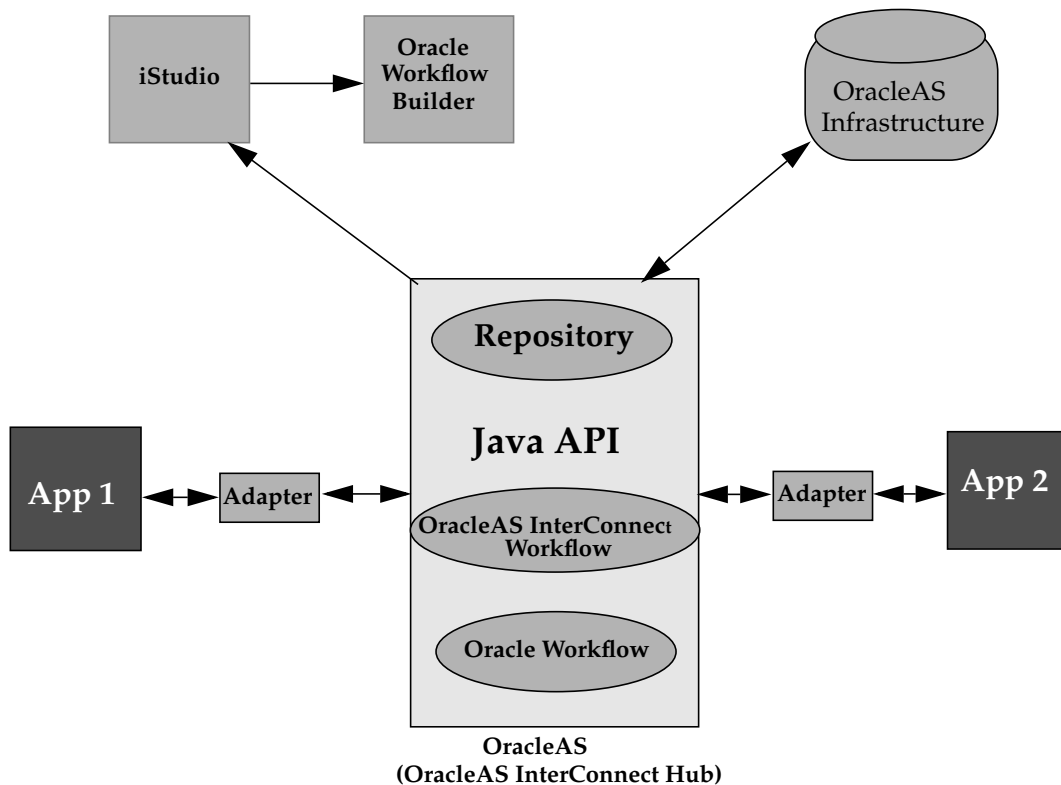 iStudio
Oracle
Workflow
Builder
OracleAS
Infrastructure
Repository
Java API
App 1
Adapter
Adapter
App 2
OracleAS InterConnect
Workflow
Oracle Workflow
OracleAS
(OracleAS InterConnect Hub)